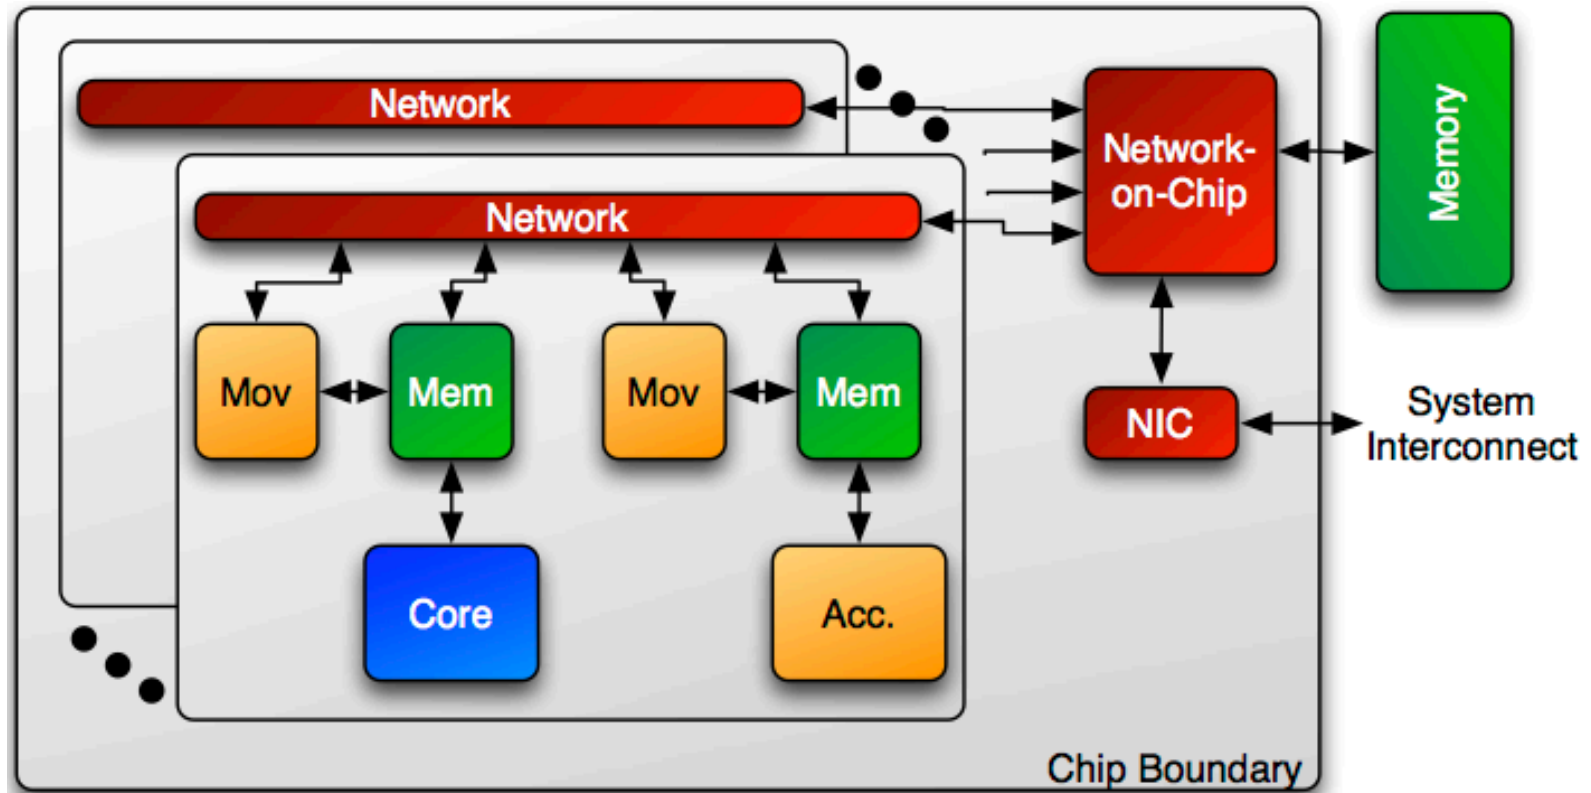 Network
Network
Network-
on-Chip
Memory
Mov
Mem
Mov
Mem
NIC
System
Interconnect
Core
Acc.
Chip Boundary